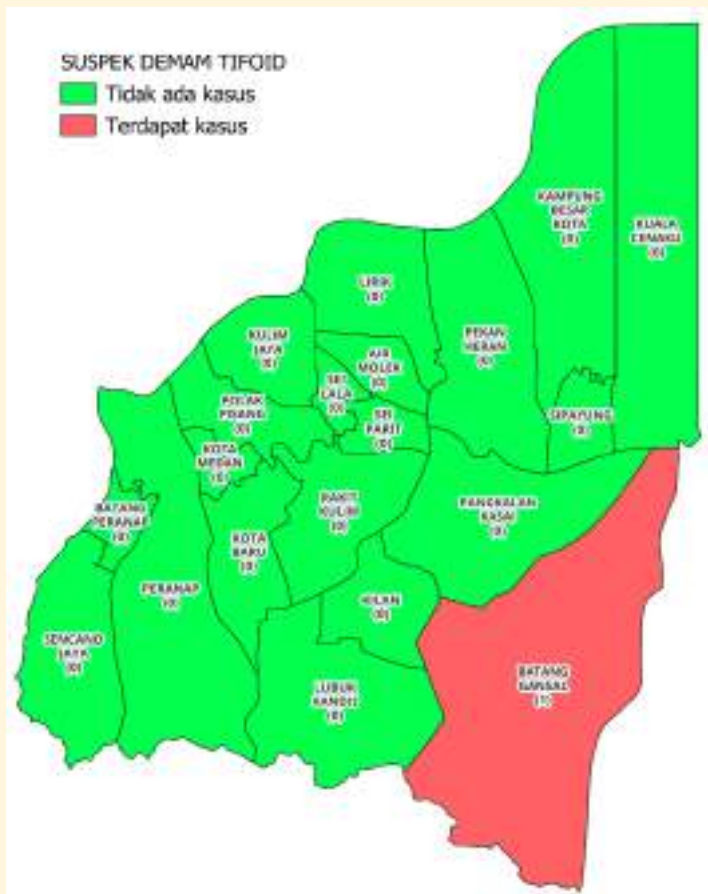 SUSPEK DEMAM TIFOID
Tidak ada kasus
Terdapat kasus
KAMPUNG
BESAR
KOTA
(0)
KUALA
CENAKU
(0)
LIRIK
(0)
PEKAN
HERAN
(0)
KULIM
JAYA
(0)
AIR
MOLEK
(0)
SEI
LALA
(0)
POLAK
PISANG
(0)
SEI
PARIT
(0)
SIPAYUNG
(0)
KOTA
MEDAN
(0)
RAKIT
KULIM
(0)
PANGKALAN
KASAI
(0)
BATANG
PERANAP
(0)
KOTA
BARU
(0)
PERANAP
(0)
KILAN
(0)
SENCANO
JAYA
(0)
LUBUK
KANDIS
(0)
BATANG
GANSAL
(1)